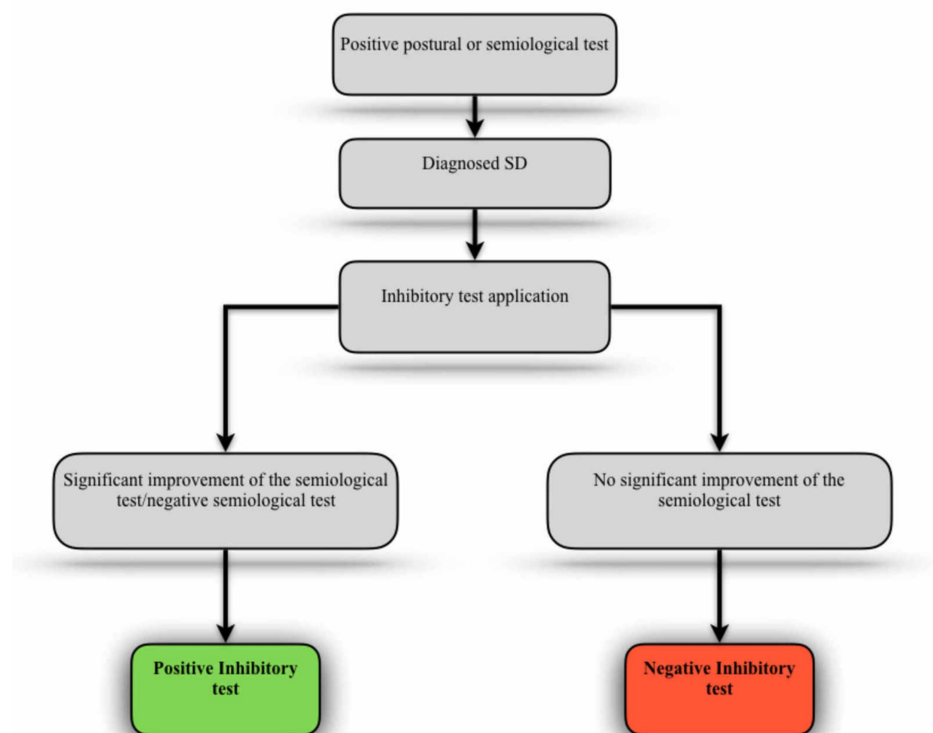 Positive postural or semiological test
Diagnosed SD
Inhibitory test application
Significant improvement of the semiological
test/negative semiological test
No significant improvement of the
semiological test
Positive Inhibitory
test
Negative Inhibitory
test